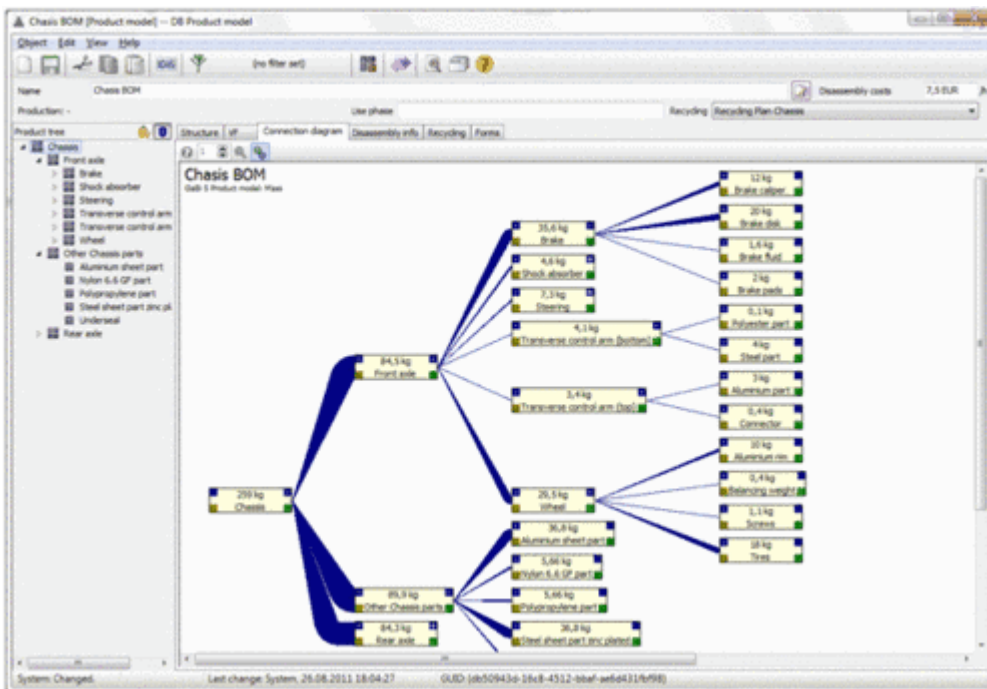 Chasis BOM [Product model] -- DB Product model
Object Edit View Help
(no filter set)
Name Chasis BOM Disassembly costs 7,5 EUR
Production: - Use phase Recycling Recycling Plan Chassis
Product tree
Structure VF Connection diagram Disassembly info Recycling Forms
1
Chassis
Front axle
Brake
Shock absorber
Steering
Transverse control arm
Transverse control arm
Wheel
Other Chassis parts
Aluminium sheet part
Nylon 6.6 GF part
Polypropylene part
Steel sheet part zinc pl
Underseal
Rear axle
Chasis BOM
GaBi 5 Product model: Mass
259 kg
Chassis
84,5 kg
Front axle
89,9 kg
Other Chassis parts
84,3 kg
Rear axle
35,6 kg
Brake
4,6 kg
Shock absorber
7,3 kg
Steering
4,1 kg
Transverse control arm (bottom)
3,4 kg
Transverse control arm (top)
29,5 kg
Wheel
36,8 kg
Aluminium sheet part
5,66 kg
Nylon 6.6 GF part
5,66 kg
Polypropylene part
36,8 kg
Steel sheet part zinc plated
12 kg
Brake caliper
20 kg
Brake disk
1,6 kg
Brake fluid
2 kg
Brake pads
0,1 kg
Polyester part
4 kg
Steel part
3 kg
Aluminium part
0,4 kg
Connector
10 kg
Aluminium rim
0,4 kg
Balancing weight
1,1 kg
Screws
18 kg
Tires
System: Changed. Last change: System, 26.08.2011 18:04:27